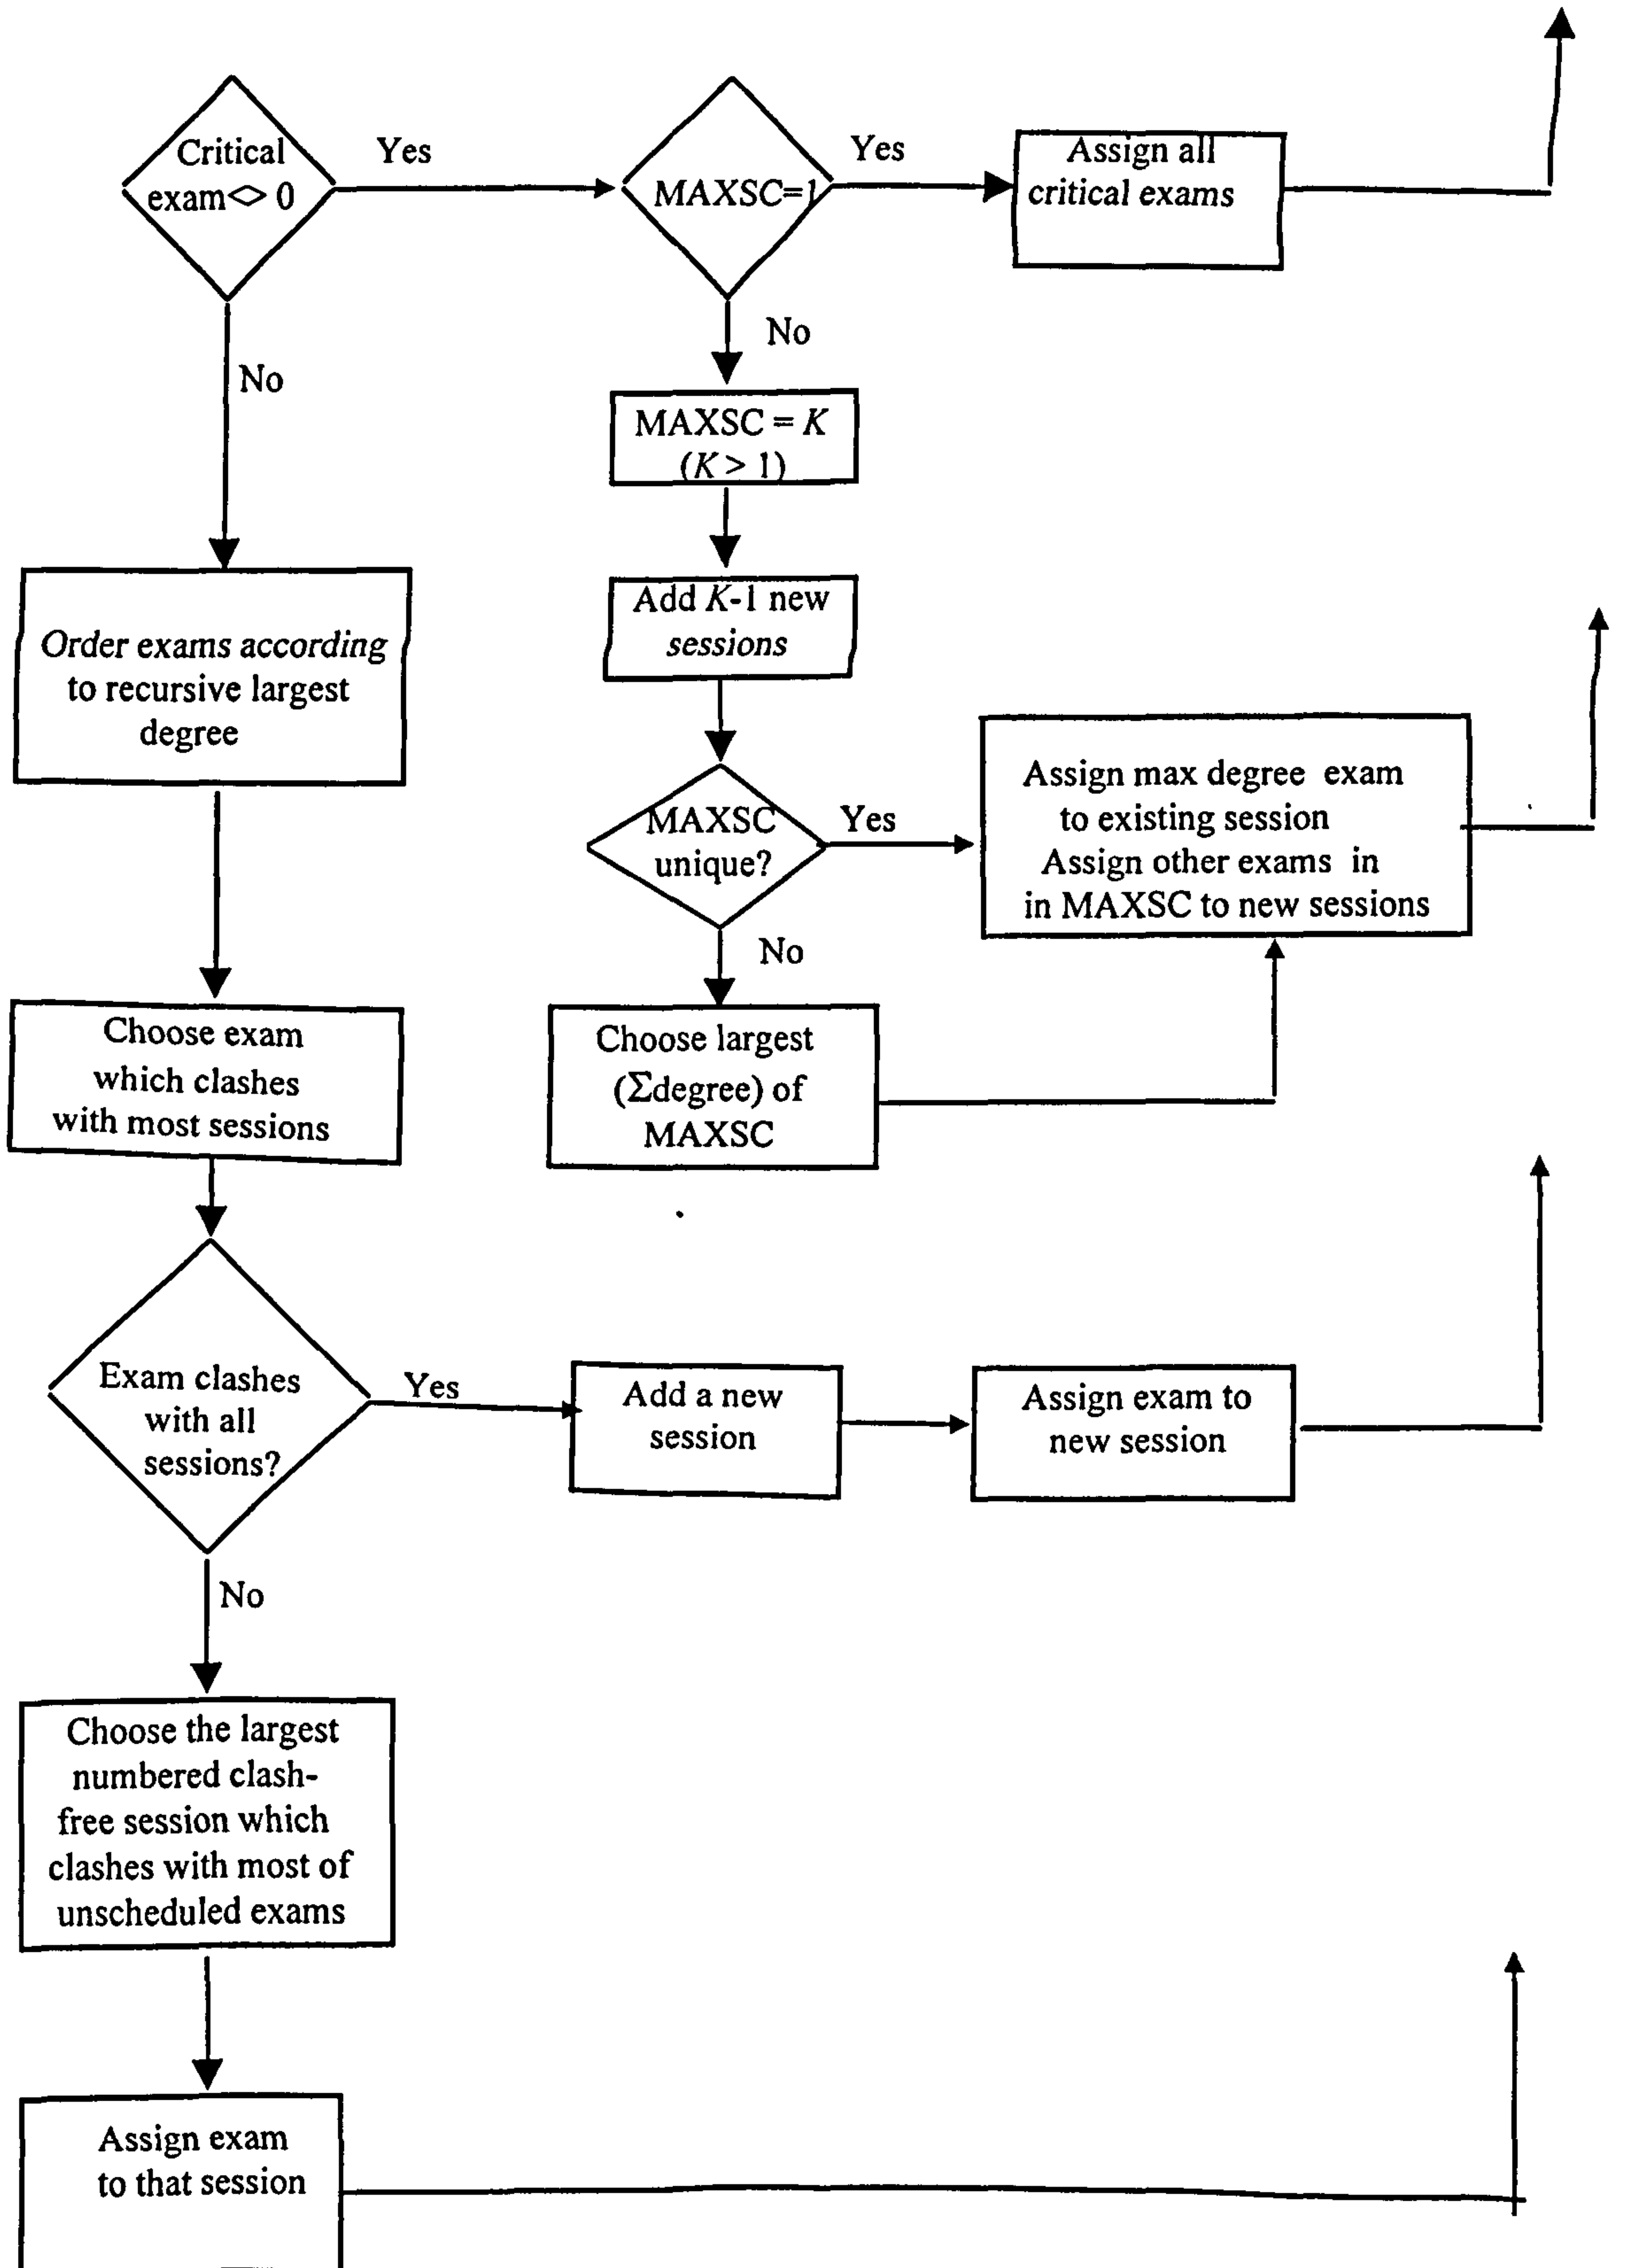 Critical
exam<> 0
Yes
MAXSC=1
Yes
Assign all
critical exams
No
No
MAXSC = K
(K > 1)
Add K-1 new
sessions
Order exams according
to recursive largest
degree
MAXSC
unique?
Yes
Assign max degree exam
to existing session
Assign other exams in
in MAXSC to new sessions
No
Choose exam
which clashes
with most sessions
Choose largest
(Σdegree) of
MAXSC
Exam clashes
with all
sessions?
Yes
Add a new
session
Assign exam to
new session
No
Choose the largest
numbered clash-
free session which
clashes with most of
unscheduled exams
Assign exam
to that session